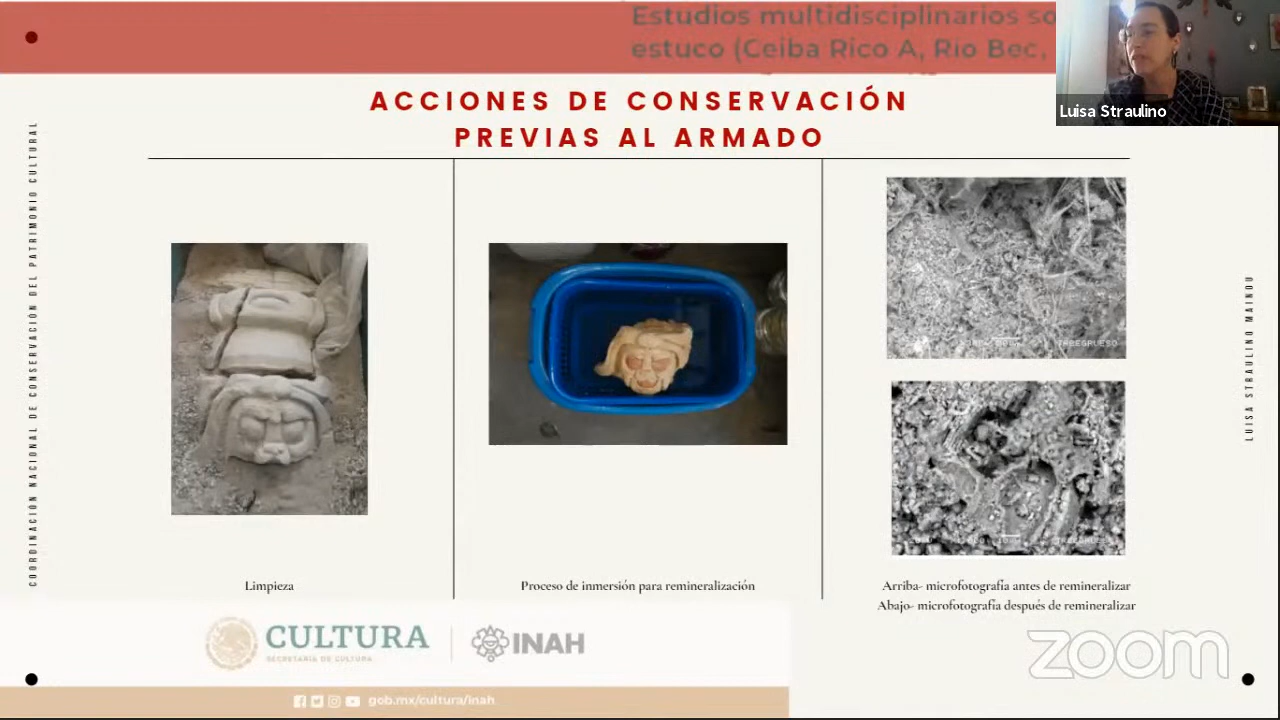 Estudios multidisciplinarios so
estuco (Ceiba Rico A, Rio Bec,
Luisa Straulino
ACCIONES DE CONSERVACIÓN
PREVIAS AL ARMADO
COORDINACIÓN NACIONAL DE CONSERVACIÓN DEL PATRIMONIO CULTURAL
LUISA STRAULINO MAINOU
Limpieza
Proceso de inmersión para remineralización
Arriba- microfotografía antes de remineralizar
Abajo- microfotografía después de remineralizar
CULTURA
SECRETARÍA DE CULTURA
INAH
zoom
gob.mx/cultura/inah